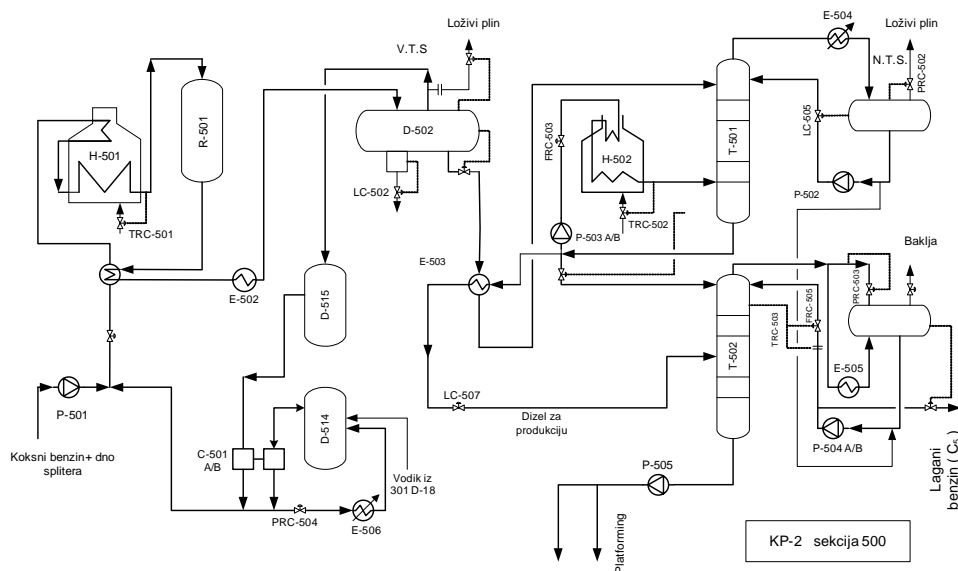 E-504
Loživi plin
Loživi plin
V.T.S
N.T.S.
PRC-502
R-501
H-501
D-502
FRC-503
H-502
T-501
LC-505
LC-502
P-502
TRC-501
TRC-502
P-503 A/B
Baklja
E-503
E-502
PRC-503
D-515
FRC-505
TRC-503
T-502
E-505
LC-507
P-501
D-514
Dizel za
produkciju
P-504 A/B
Koksni benzin+ dno
splitera
C-501
A/B
Vodik iz
301 D-18
P-505
Lagani
benzin ( C₅ )
PRC-504
E-506
Platforming
KP-2 sekcija 500